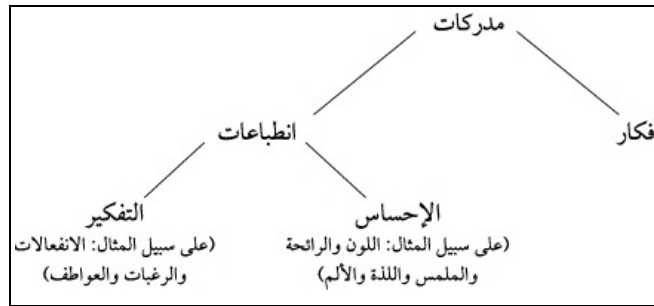 مدركات
فكار
انطباعات
الإحساس
(على سبيل المثال: اللون والرائحة
والملمس واللذة والألم)
التفكير
(على سبيل المثال: الانفعالات
والرغبات والعواطف)